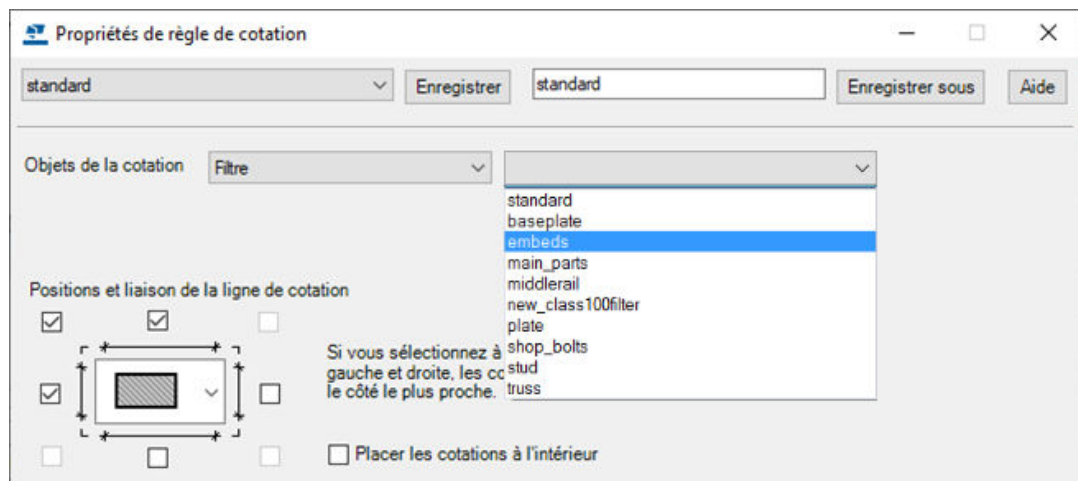 Propriétés de règle de cotation
standard Enregistrer standard Enregistrer sous Aide
Objets de la cotation Filtre
standard
baseplate
embeds
main_parts
middlerail
new_class100filter
plate
shop_bolts
stud
truss
Positions et liaison de la ligne de cotation
Si vous sélectionnez à
gauche et droite, les co
le côté le plus proche.
Placer les cotations à l'intérieur